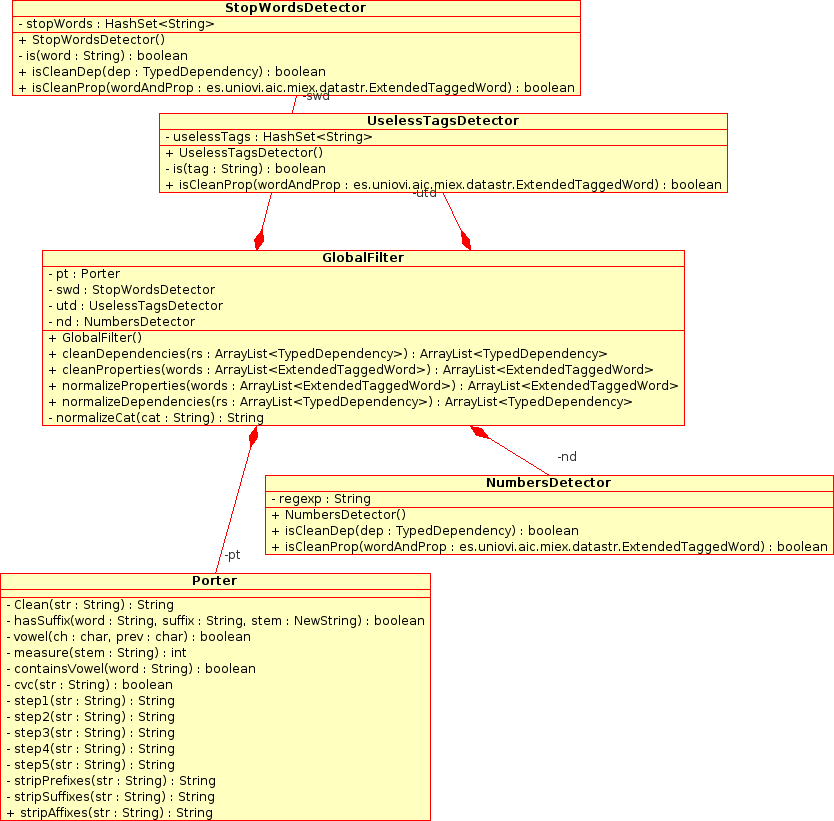 StopWordsDetector
- stopWords : HashSet<String>
+ StopWordsDetector()
- is(word : String) : boolean
+ isCleanDep(dep : TypedDependency) : boolean
+ isCleanProp(wordAndProp : es.uniovi.aic.miex.datastr.ExtendedTaggedWord) : boolean
-swd
UselessTagsDetector
- uselessTags : HashSet<String>
+ UselessTagsDetector()
- is(tag : String) : boolean
+ isCleanProp(wordAndProp : es.uniovi.aic.miex.datastr.ExtendedTaggedWord) : boolean
-utd
GlobalFilter
- pt : Porter
- swd : StopWordsDetector
- utd : UselessTagsDetector
- nd : NumbersDetector
+ GlobalFilter()
+ cleanDependencies(rs : ArrayList<TypedDependency>) : ArrayList<TypedDependency>
+ cleanProperties(words : ArrayList<ExtendedTaggedWord>) : ArrayList<ExtendedTaggedWord>
+ normalizeProperties(words : ArrayList<ExtendedTaggedWord>) : ArrayList<ExtendedTaggedWord>
+ normalizeDependencies(rs : ArrayList<TypedDependency>) : ArrayList<TypedDependency>
- normalizeCat(cat : String) : String
-nd
NumbersDetector
- regexp : String
+ NumbersDetector()
+ isCleanDep(dep : TypedDependency) : boolean
+ isCleanProp(wordAndProp : es.uniovi.aic.miex.datastr.ExtendedTaggedWord) : boolean
-pt
Porter
- Clean(str : String) : String
- hasSuffix(word : String, suffix : String, stem : NewString) : boolean
- vowel(ch : char, prev : char) : boolean
- measure(stem : String) : int
- containsVowel(word : String) : boolean
- cvc(str : String) : boolean
- step1(str : String) : String
- step2(str : String) : String
- step3(str : String) : String
- step4(str : String) : String
- step5(str : String) : String
- stripPrefixes(str : String) : String
- stripSuffixes(str : String) : String
+ stripAffixes(str : String) : String